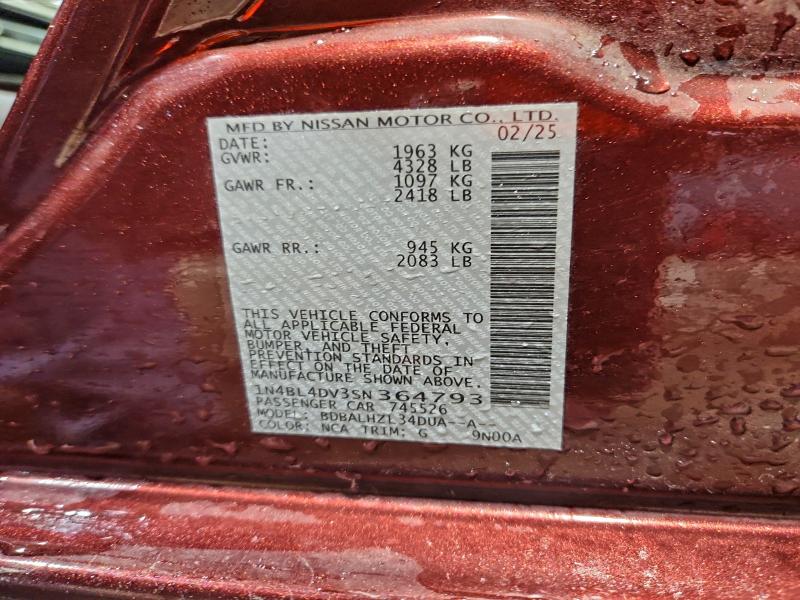 MFD BY NISSAN MOTOR CO., LTD.
DATE: 02/25
GVWR: 1963 KG
4328 LB
GAWR FR.: 1097 KG
2418 LB
GAWR RR.: 945 KG
2083 LB
THIS VEHICLE CONFORMS TO
ALL APPLICABLE FEDERAL
MOTOR VEHICLE SAFETY,
BUMPER, AND THEFT
PREVENTION STANDARDS IN
EFFECT ON THE DATE OF
MANUFACTURE SHOWN ABOVE.
1N4BL4DV3SN364793
PASSENGER CAR 745526
MODEL: BDBALHZL34DUA--A--
COLOR: NCA TRIM: G 9N00A